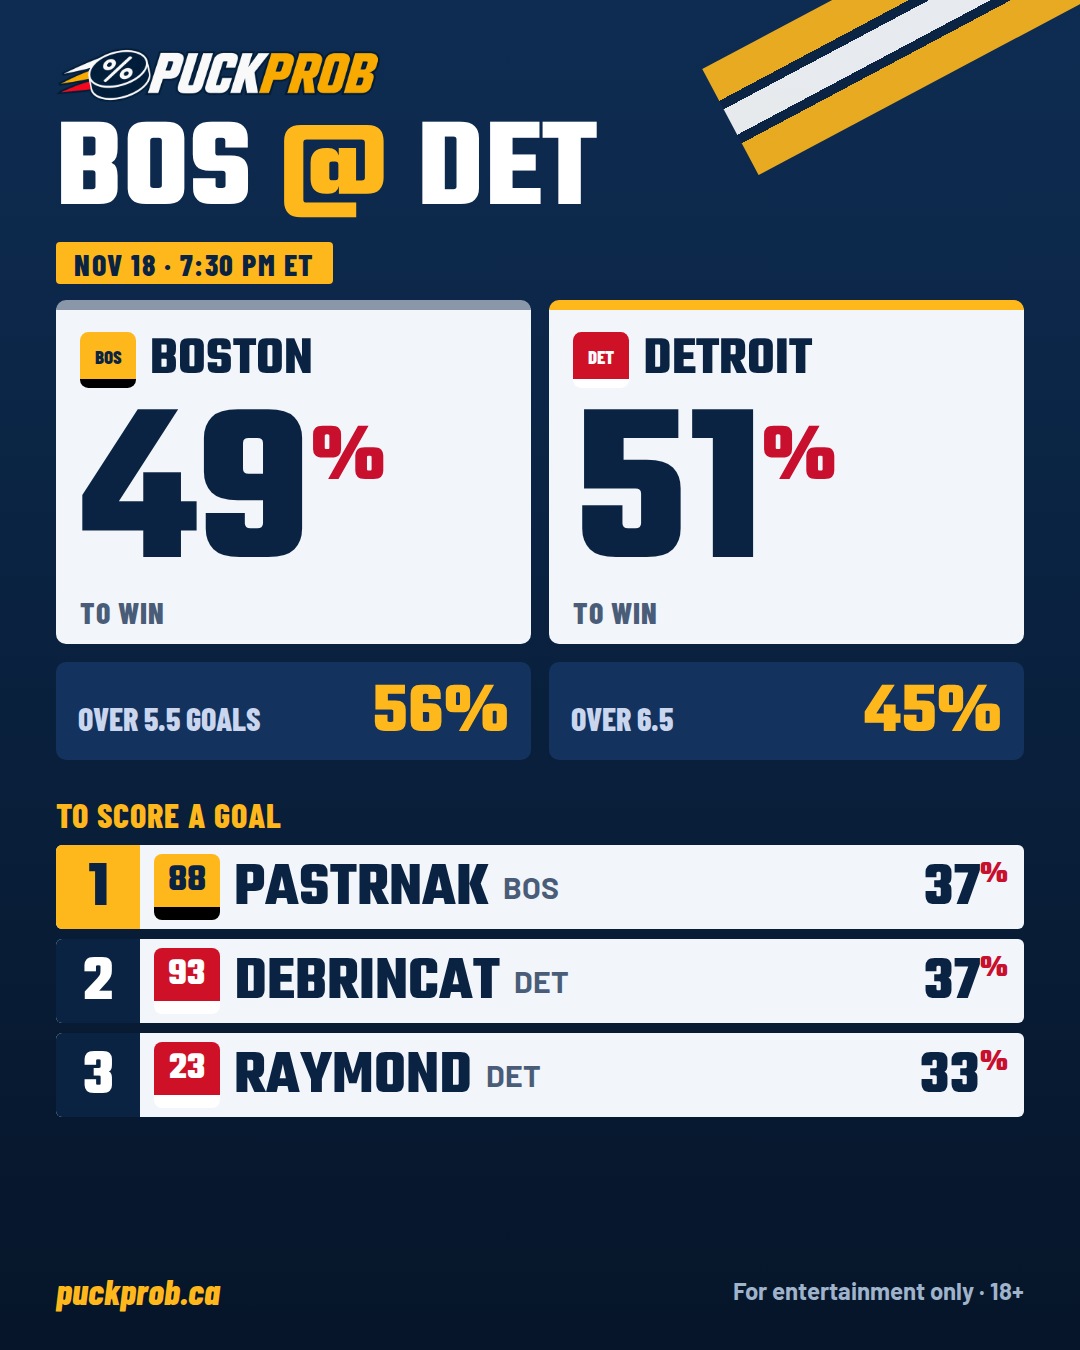 % PUCKPROB
BOS @ DET
NOV 18 · 7:30 PM ET
BOS BOSTON
49%
TO WIN
DET DETROIT
51%
TO WIN
OVER 5.5 GOALS 56%
OVER 6.5 45%
TO SCORE A GOAL
1 88 PASTRNAK BOS 37%
2 93 DEBRINCAT DET 37%
3 23 RAYMOND DET 33%
puckprob.ca
For entertainment only · 18+